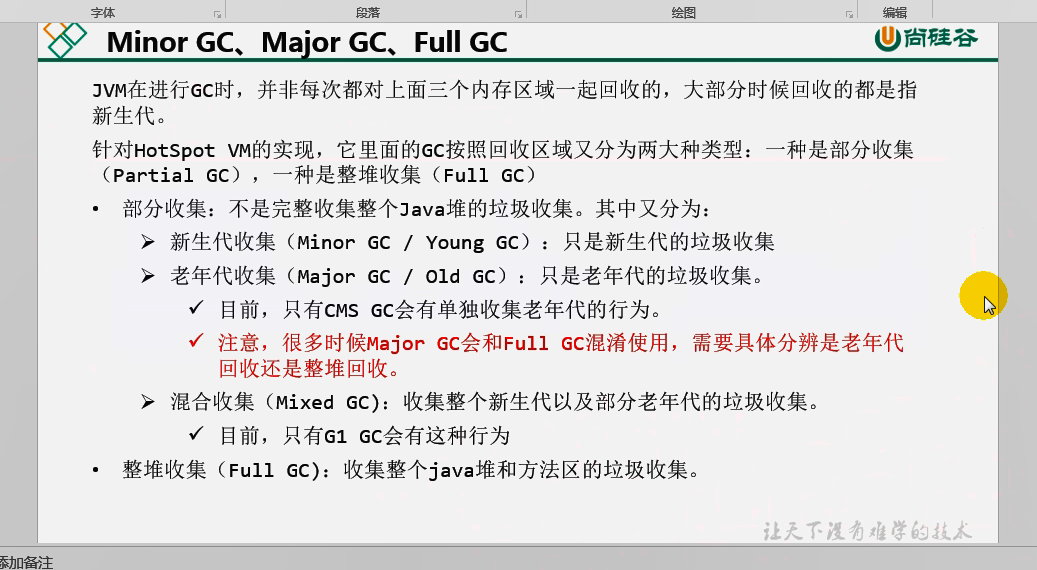 字体 段落 绘图 编辑
Minor GC、Major GC、Full GC
尚硅谷
JVM在进行GC时，并非每次都对上面三个内存区域一起回收的，大部分时候回收的都是指
新生代。
针对HotSpot VM的实现，它里面的GC按照回收区域又分为两大种类型：一种是部分收集
（Partial GC），一种是整堆收集（Full GC）
• 部分收集：不是完整收集整个Java堆的垃圾收集。其中又分为：
➢ 新生代收集（Minor GC / Young GC）：只是新生代的垃圾收集
➢ 老年代收集（Major GC / Old GC）：只是老年代的垃圾收集。
✓ 目前，只有CMS GC会有单独收集老年代的行为。
✓ 注意，很多时候Major GC会和Full GC混淆使用，需要具体分辨是老年代
回收还是整堆回收。
➢ 混合收集（Mixed GC)：收集整个新生代以及部分老年代的垃圾收集。
✓ 目前，只有G1 GC会有这种行为
• 整堆收集（Full GC)：收集整个java堆和方法区的垃圾收集。
让天下没有难学的技术
添加备注